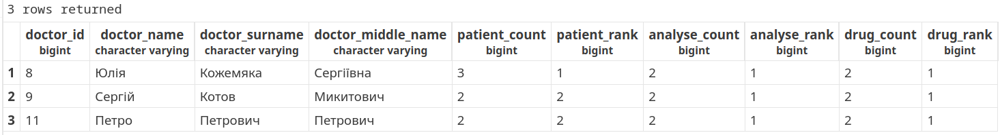 3 rows returned
doctor_id doctor_name doctor_surname doctor_middle_name patient_count patient_rank analyse_count analyse_rank drug_count drug_rank
bigint character varying character varying character varying bigint bigint bigint bigint bigint bigint
1 8 Юлія Кожемяка Сергіївна 3 1 2 1 2 1
2 9 Сергій Котов Микитович 2 2 2 1 2 1
3 11 Петро Петрович Петрович 2 2 2 1 2 1